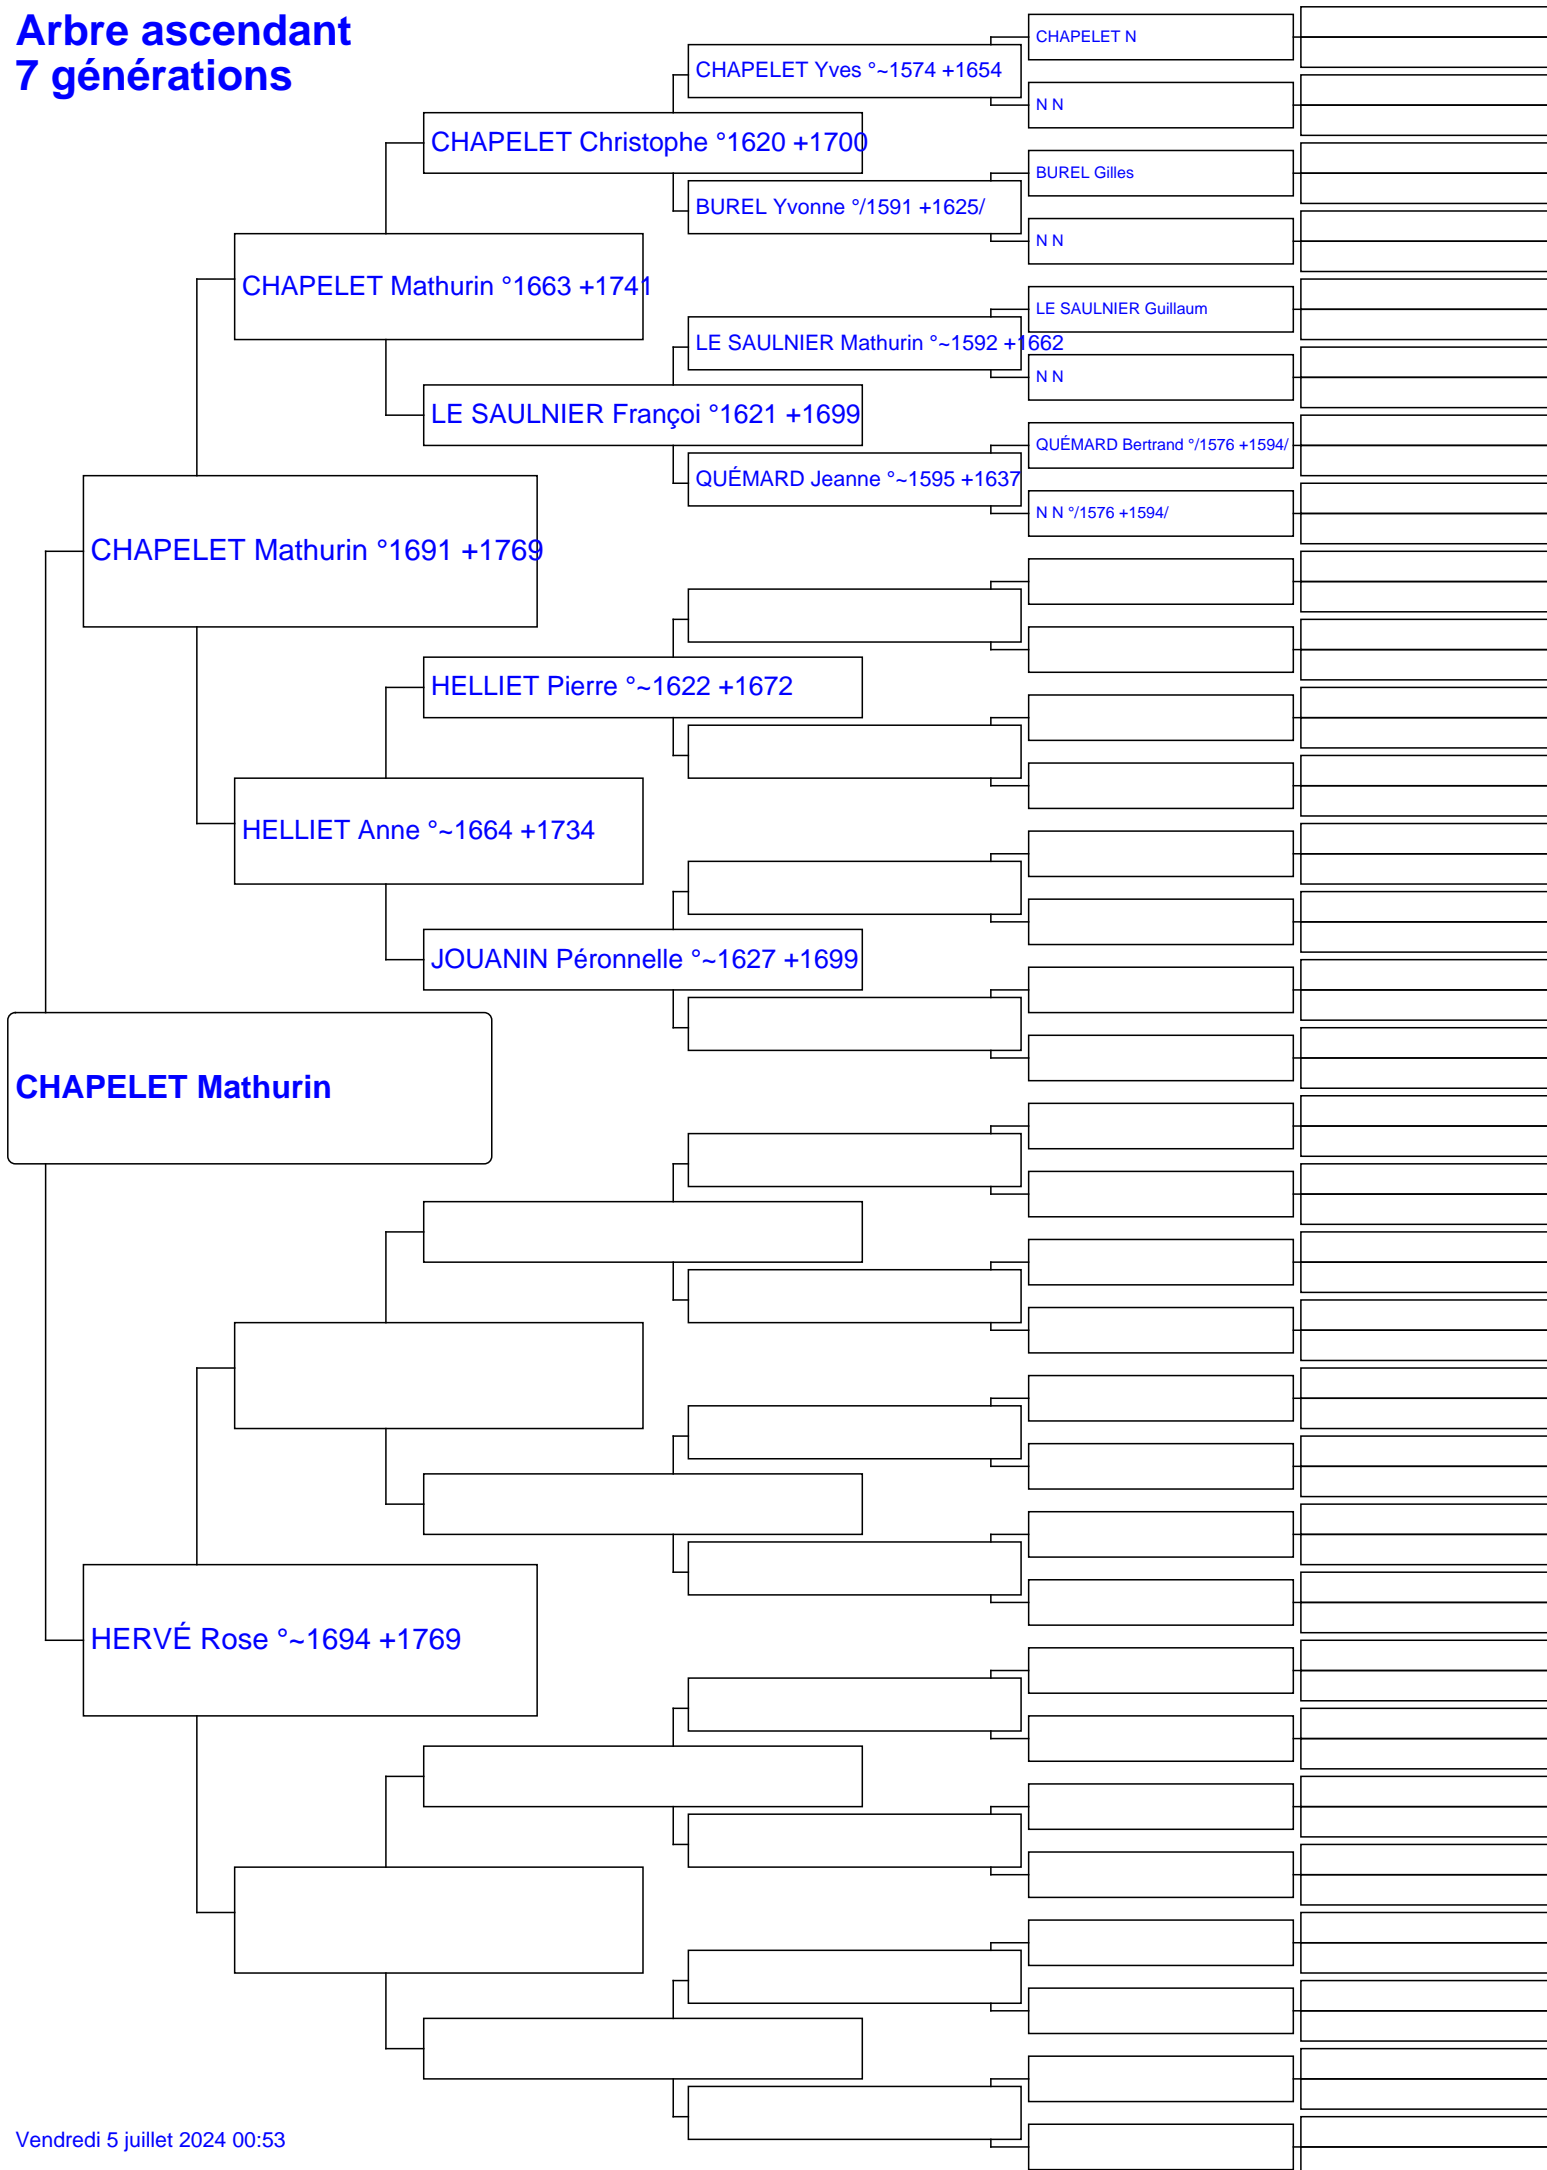 Arbre ascendant
7 générations
CHAPELET N
CHAPELET Yves °~1574 +1654
N N
CHAPELET Christophe °1620 +1700
BUREL Gilles
BUREL Yvonne °/1591 +1625/
N N
CHAPELET Mathurin °1663 +1741
LE SAULNIER Guillaum
LE SAULNIER Mathurin °~1592 +1662
N N
LE SAULNIER Françoi °1621 +1699
QUÉMARD Bertrand °/1576 +1594/
QUÉMARD Jeanne °~1595 +1637
N N °/1576 +1594/
CHAPELET Mathurin °1691 +1769
HELLIET Pierre °~1622 +1672
HELLIET Anne °~1664 +1734
JOUANIN Péronnelle °~1627 +1699
CHAPELET Mathurin
HERVÉ Rose °~1694 +1769
Vendredi 5 juillet 2024 00:53